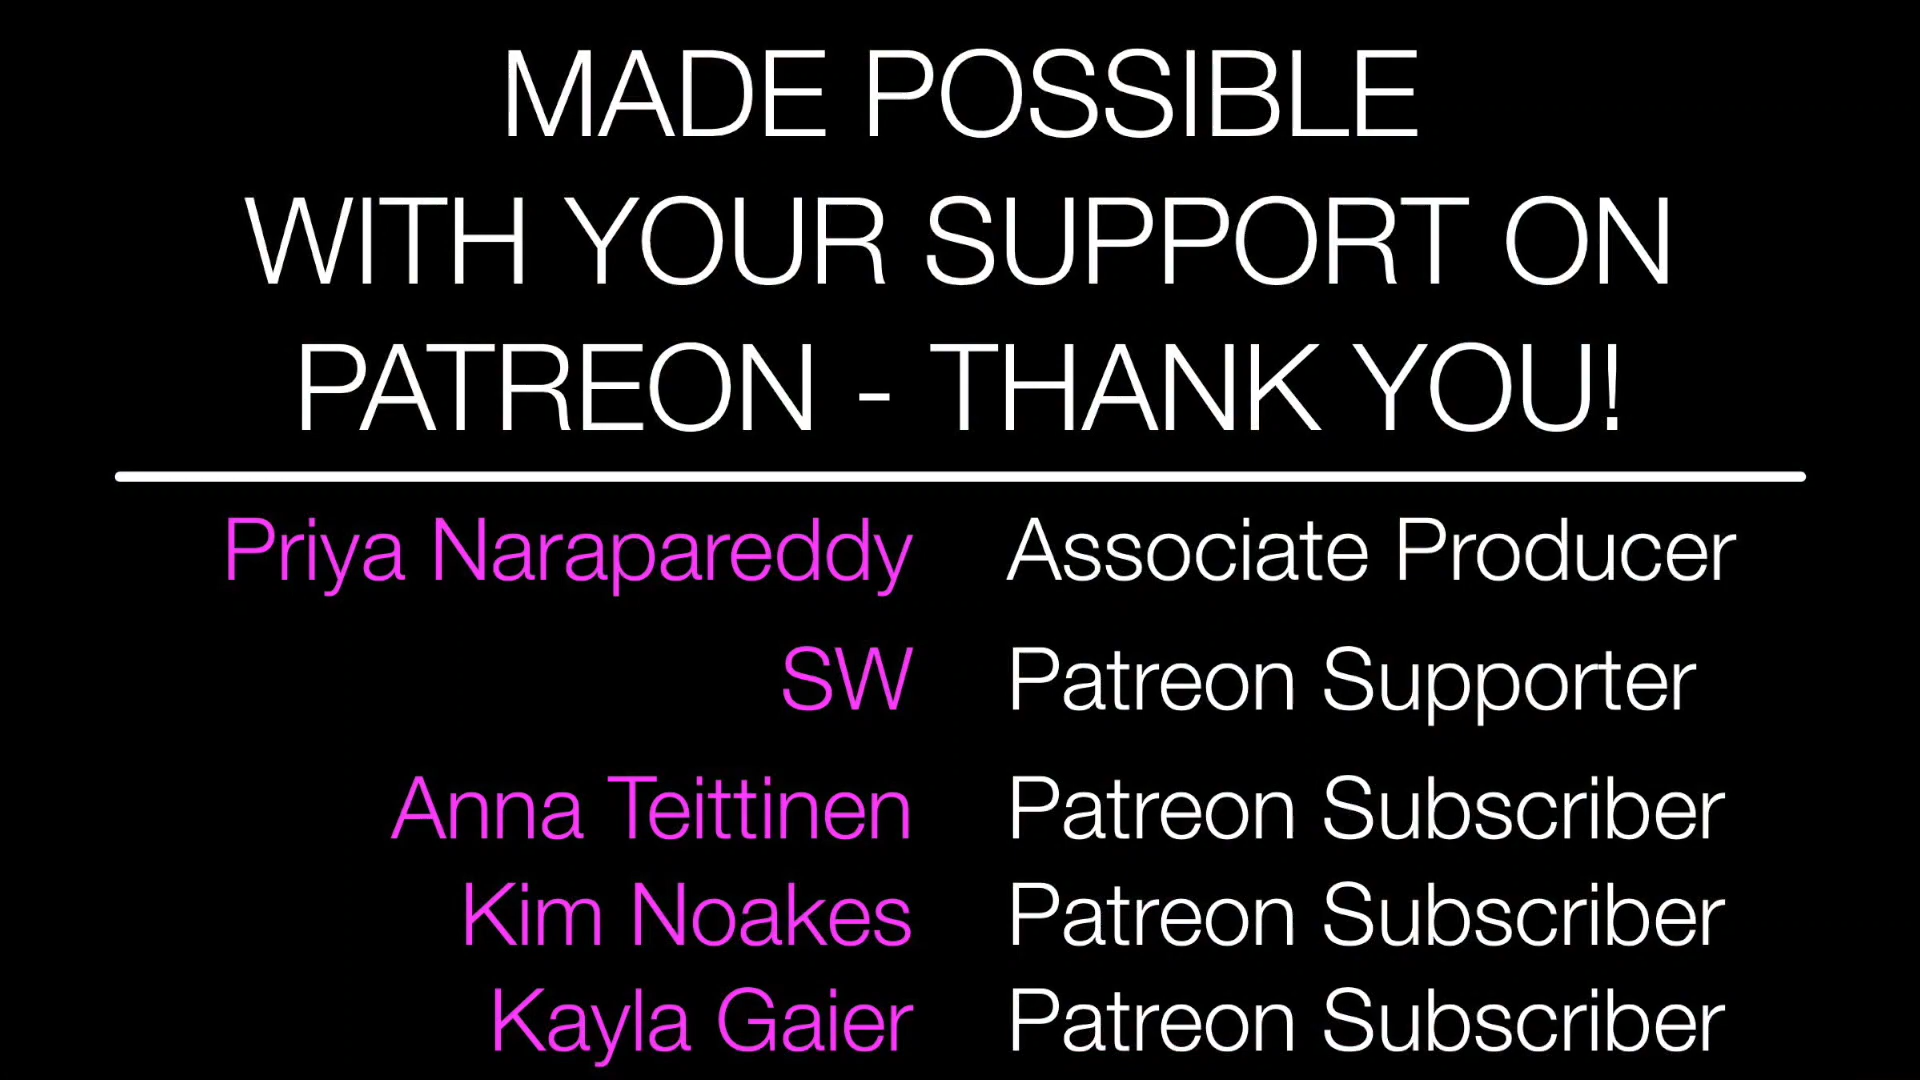 MADE POSSIBLE
WITH YOUR SUPPORT ON
PATREON - THANK YOU!
Priya Narapareddy Associate Producer
SW Patreon Supporter
Anna Teittinen Patreon Subscriber
Kim Noakes Patreon Subscriber
Kayla Gaier Patreon Subscriber